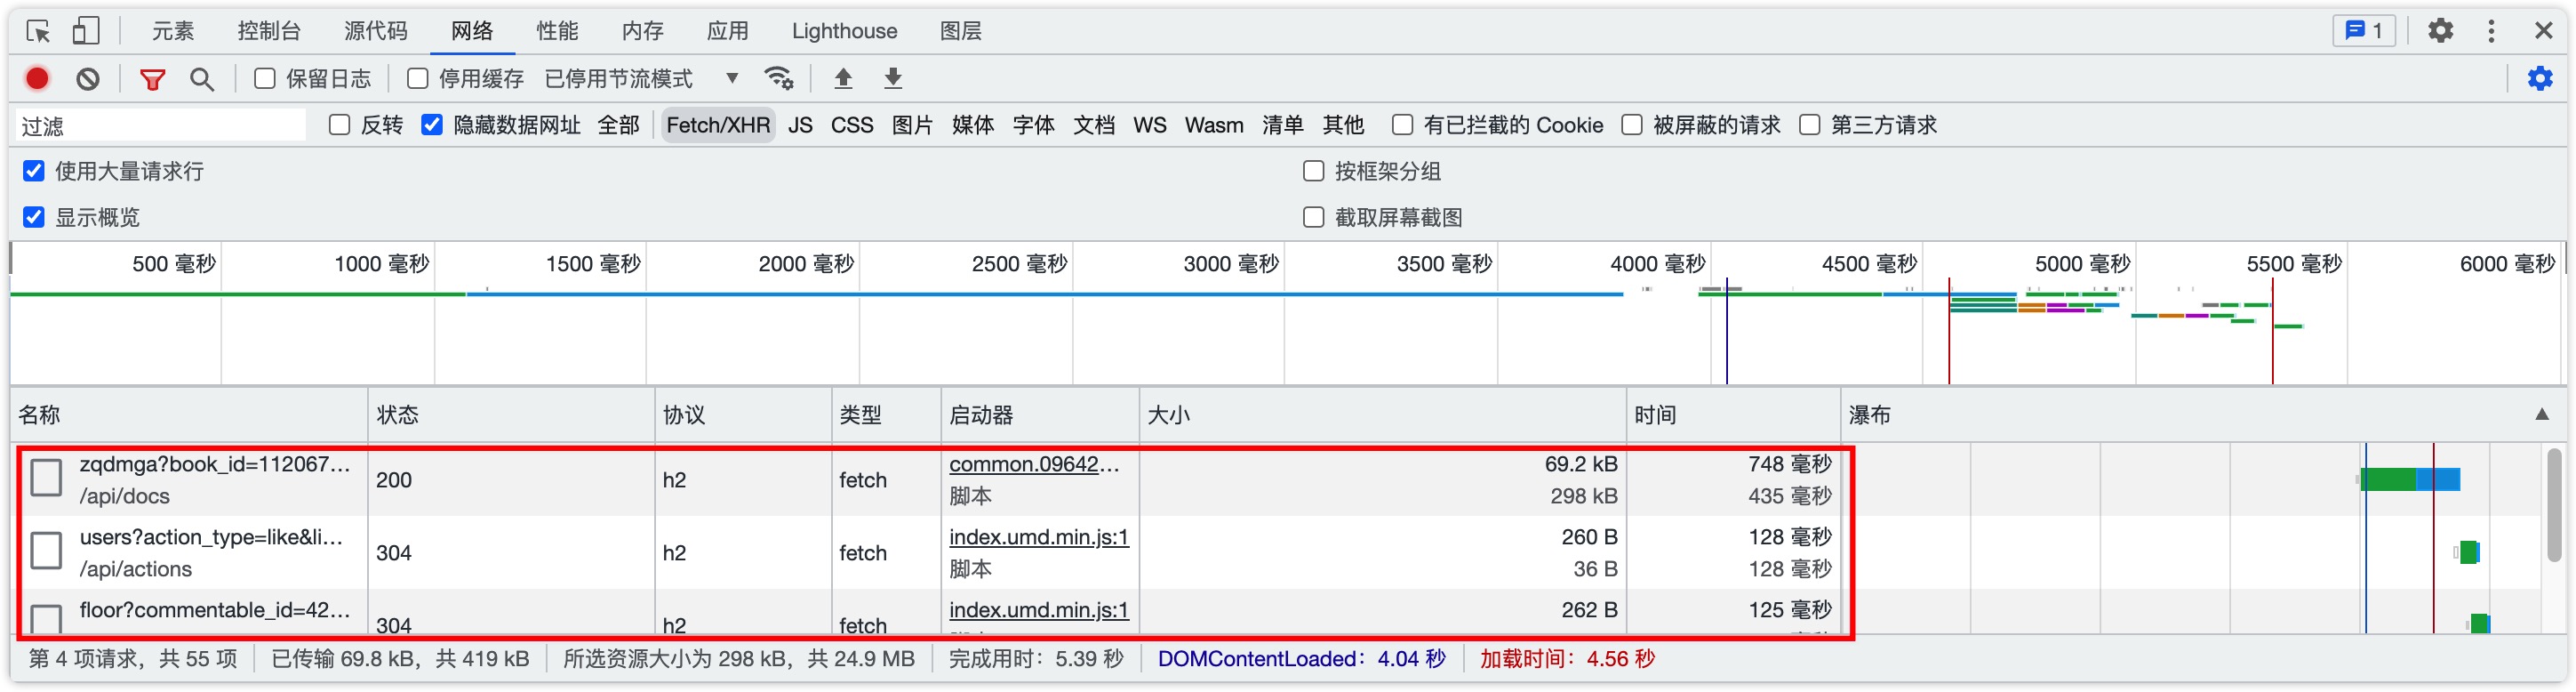 元素 控制台 源代码 网络 性能 内存 应用 Lighthouse 图层 1
保留日志 停用缓存 已停用节流模式
过滤 反转 隐藏数据网址 全部 Fetch/XHR JS CSS 图片 媒体 字体 文档 WS Wasm 清单 其他 有已拦截的 Cookie 被屏蔽的请求 第三方请求
使用大量请求行 按框架分组
显示概览 截取屏幕截图
500 毫秒 1000 毫秒 1500 毫秒 2000 毫秒 2500 毫秒 3000 毫秒 3500 毫秒 4000 毫秒 4500 毫秒 5000 毫秒 5500 毫秒 6000 毫秒
名称 状态 协议 类型 启动器 大小 时间 瀑布
zqdmga?book_id=112067… 200 h2 fetch common.09642… 69.2 kB 748 毫秒
/api/docs 脚本 298 kB 435 毫秒
users?action_type=like&li… 304 h2 fetch index.umd.min.js:1 260 B 128 毫秒
/api/actions 脚本 36 B 128 毫秒
floor?commentable_id=42… 304 h2 fetch index.umd.min.js:1 262 B 125 毫秒
第 4 项请求，共 55 项 已传输 69.8 kB，共 419 kB 所选资源大小为 298 kB，共 24.9 MB 完成用时：5.39 秒 DOMContentLoaded：4.04 秒 加载时间：4.56 秒